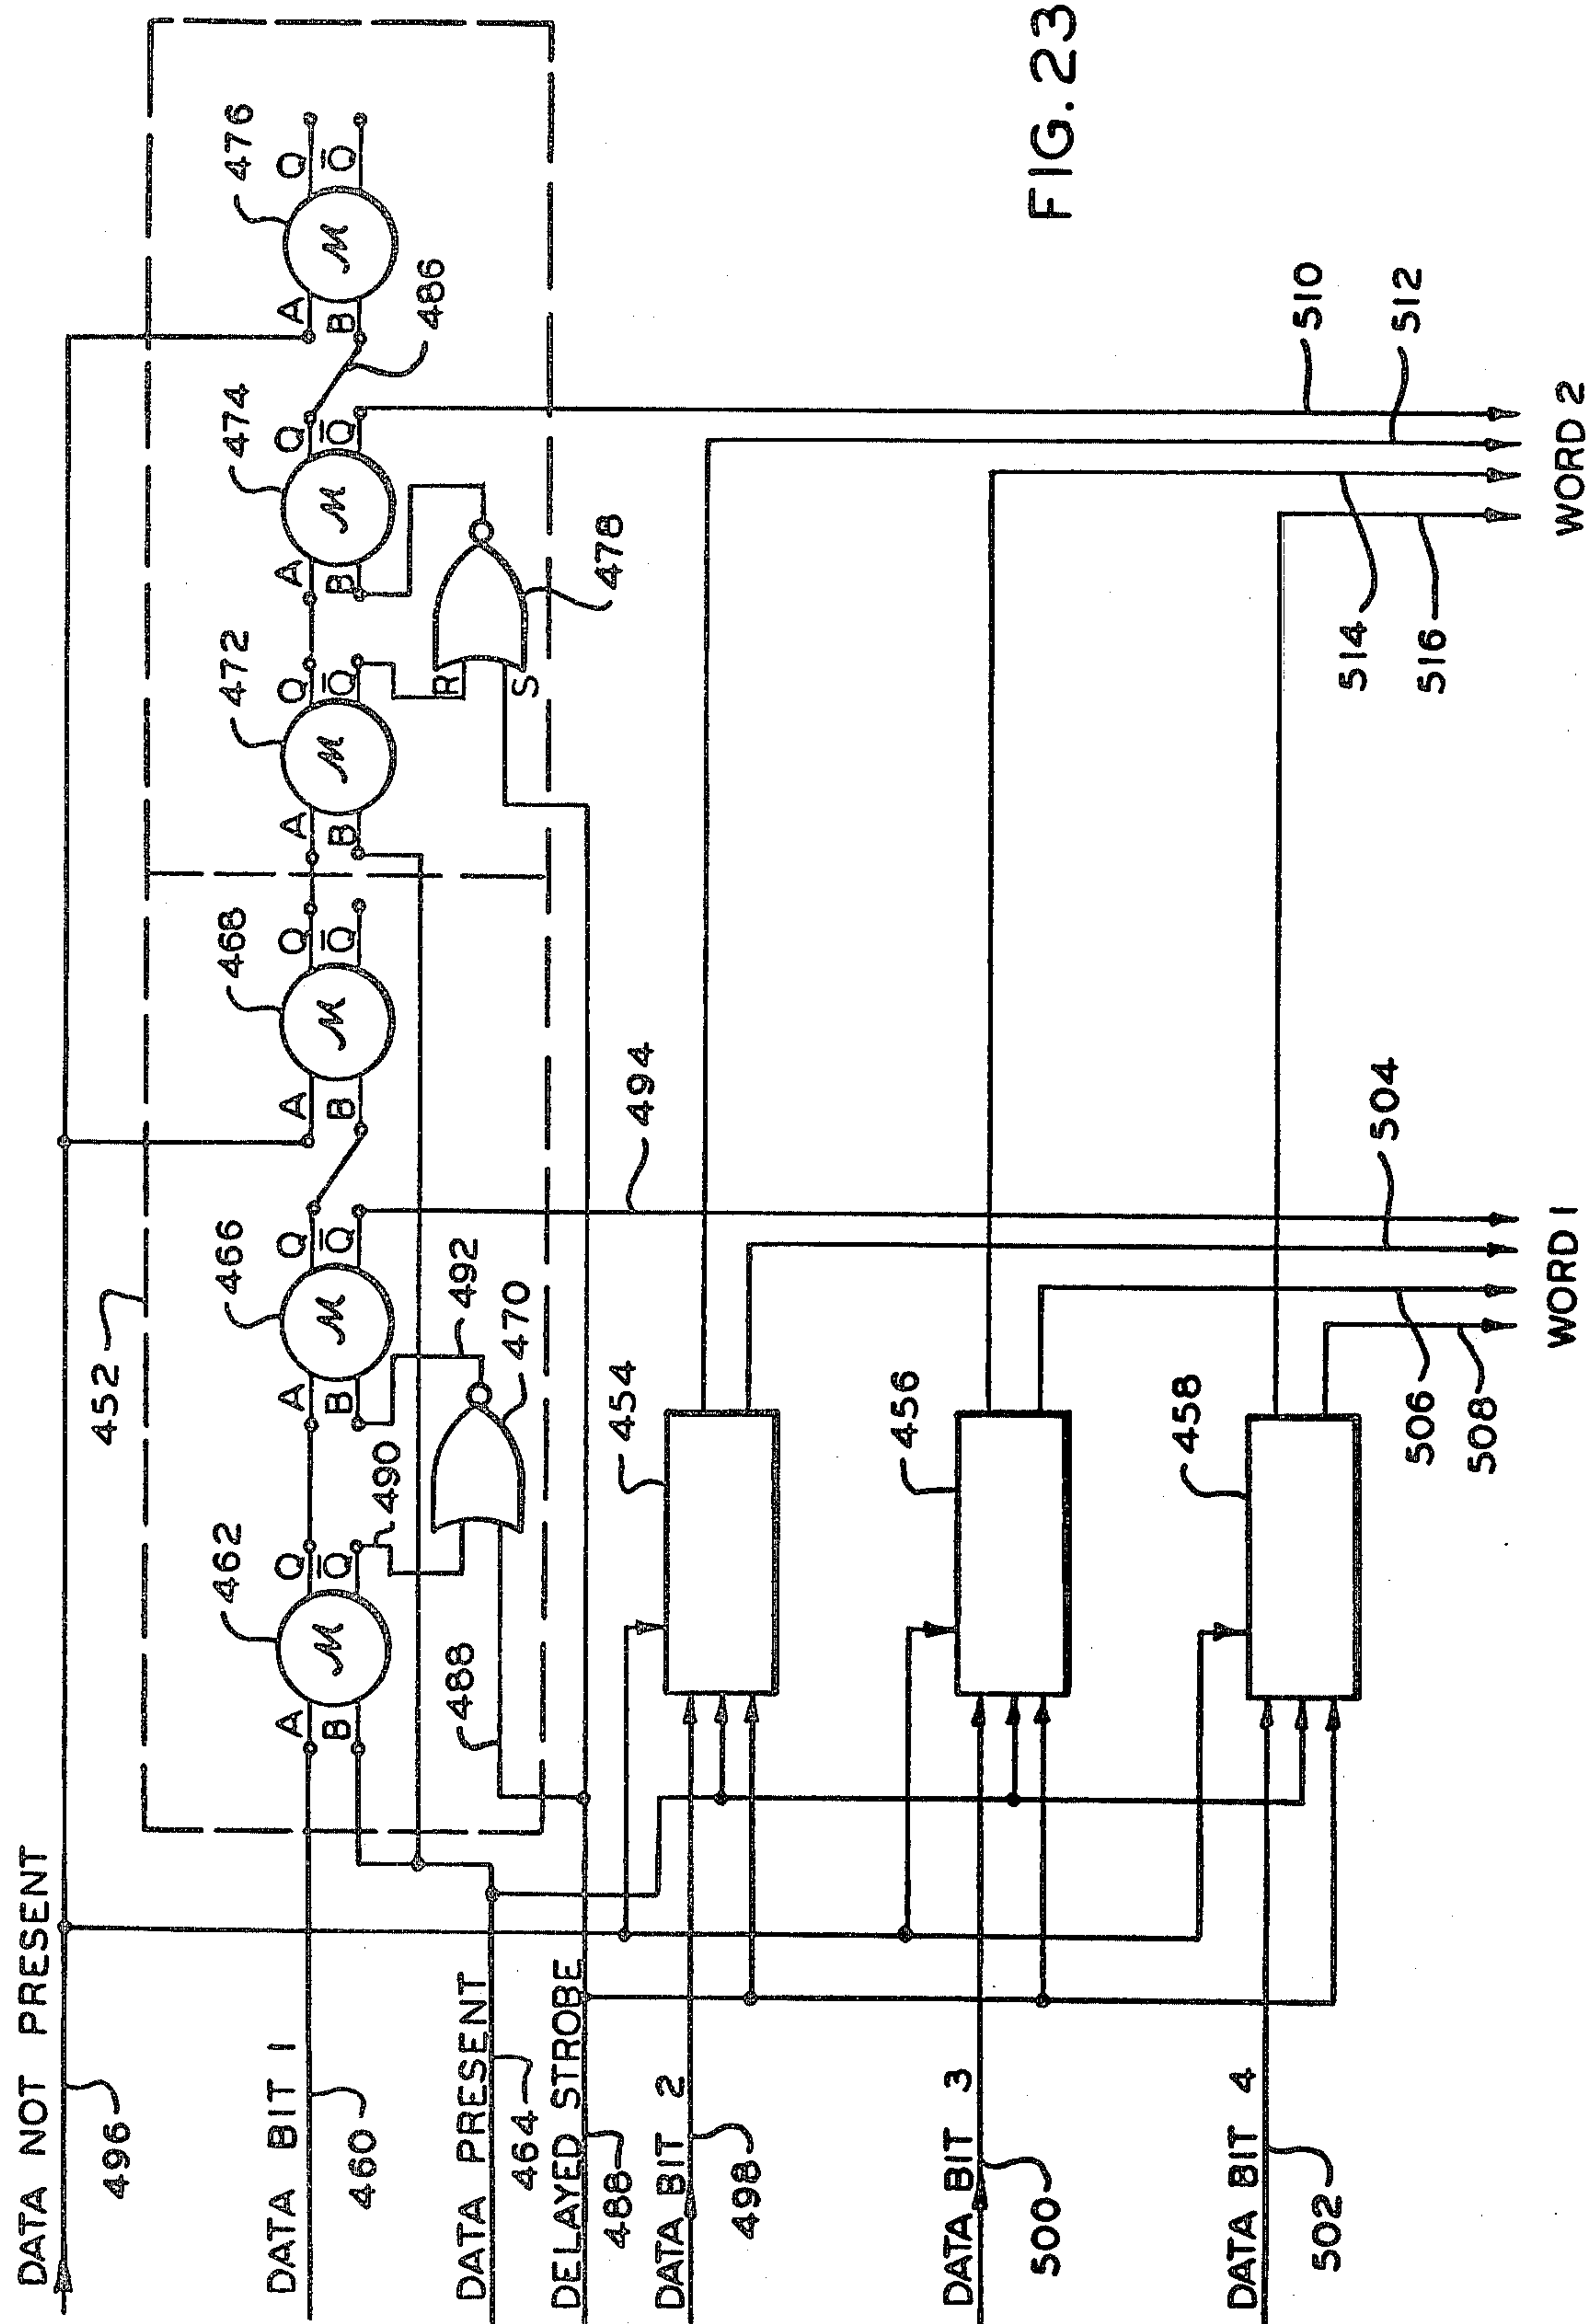 DATA NOT PRESENT
496
452
462
466
468
472
474
476
DATA BIT 1
460
A
Q
A
Q
A
Q
A
Q
A
Q
A
Q
B
Q̄
B
Q̄
B
Q̄
B
Q̄
B
Q̄
B
Q̄
M
M
M
M
M
M
490
492
486
488
470
R
S
478
DATA PRESENT
464
DELAYED STROBE
488
DATA BIT 2
498
454
494
DATA BIT 3
500
456
DATA BIT 4
502
458
506
508
504
514
516
510
512
WORD 1
WORD 2
FIG. 23